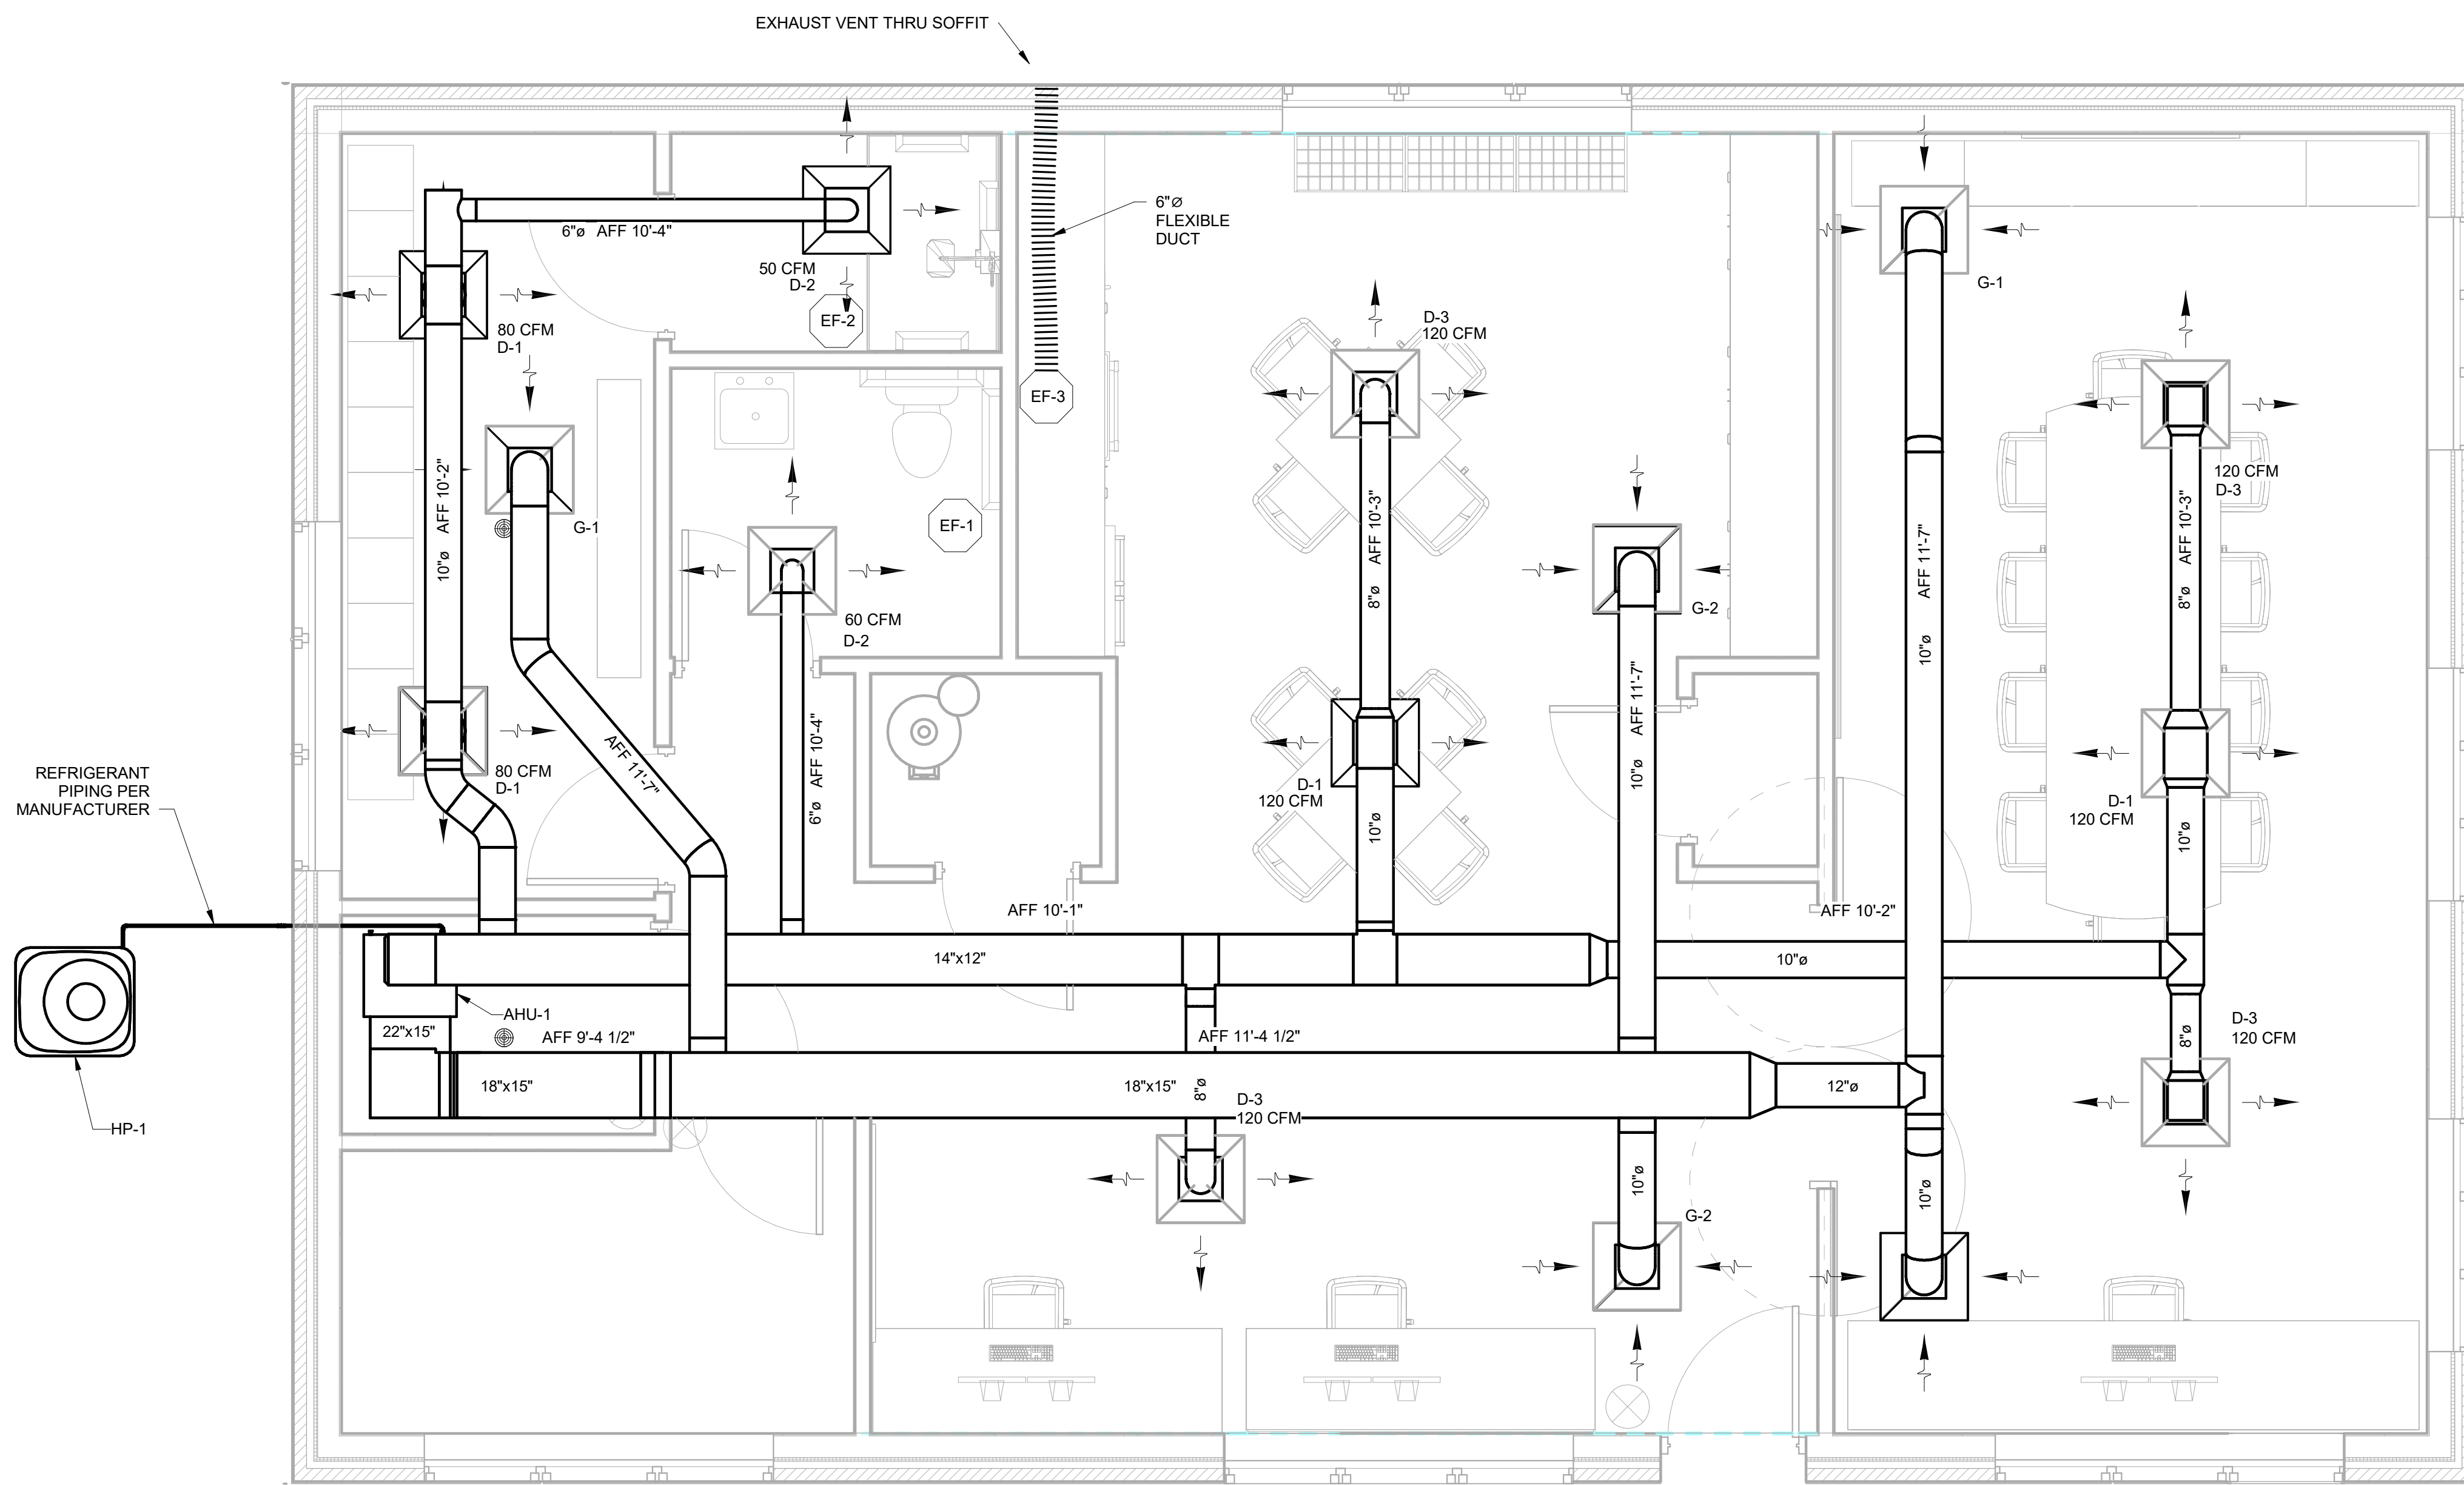 EXHAUST VENT THRU SOFFIT
6"Ø
FLEXIBLE
DUCT
6"ø AFF 10'-4"
50 CFM
D-2
EF-2
80 CFM
D-1
G-1
D-3
120 CFM
EF-3
10"ø AFF 10'-2"
G-1
EF-1
8"ø AFF 10'-3"
120 CFM
D-3
8"ø AFF 10'-3"
10"ø AFF 11'-7"
G-2
60 CFM
D-2
10"ø AFF 11'-7"
AFF 11'-7"
6"ø AFF 10'-4"
REFRIGERANT
PIPING PER
MANUFACTURER
80 CFM
D-1
D-1
120 CFM
10"ø
D-1
120 CFM
10"ø
AFF 10'-1"
AFF 10'-2"
14"x12"
10"ø
AHU-1
22"x15"
AFF 9'-4 1/2"
AFF 11'-4 1/2"
D-3
120 CFM
8"ø
18"x15"
18"x15"
8"ø
12"ø
D-3
120 CFM
HP-1
10"ø
10"ø
G-2